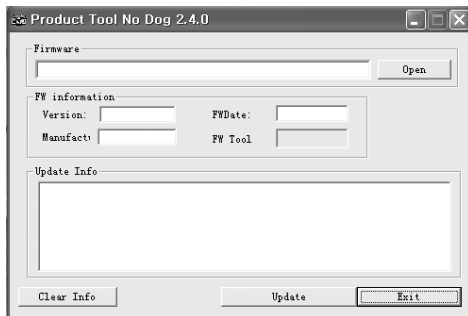 Product Tool No Dog 2.4.0
Firmware
Open
FW information
Version:
FWDate:
Manufactu
FW Tool
Update Info
Clear Info
Update
Exit